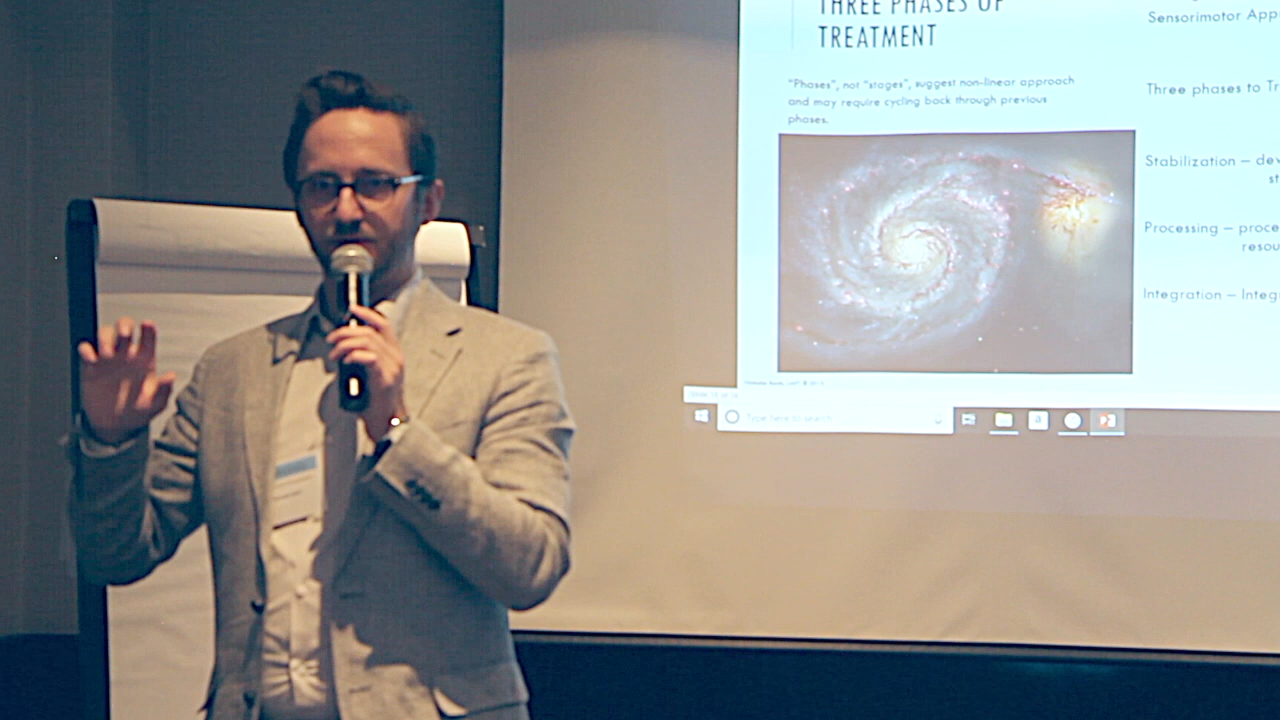 THREE PHASES OF
TREATMENT
"Phases", not "stages", suggest non-linear approach
and may require cycling back through previous
phases.
Sensorimotor App
Three phases to Tr
Stabilization – dev
st
Processing – proce
resou
Integration – Integ
Type here to search